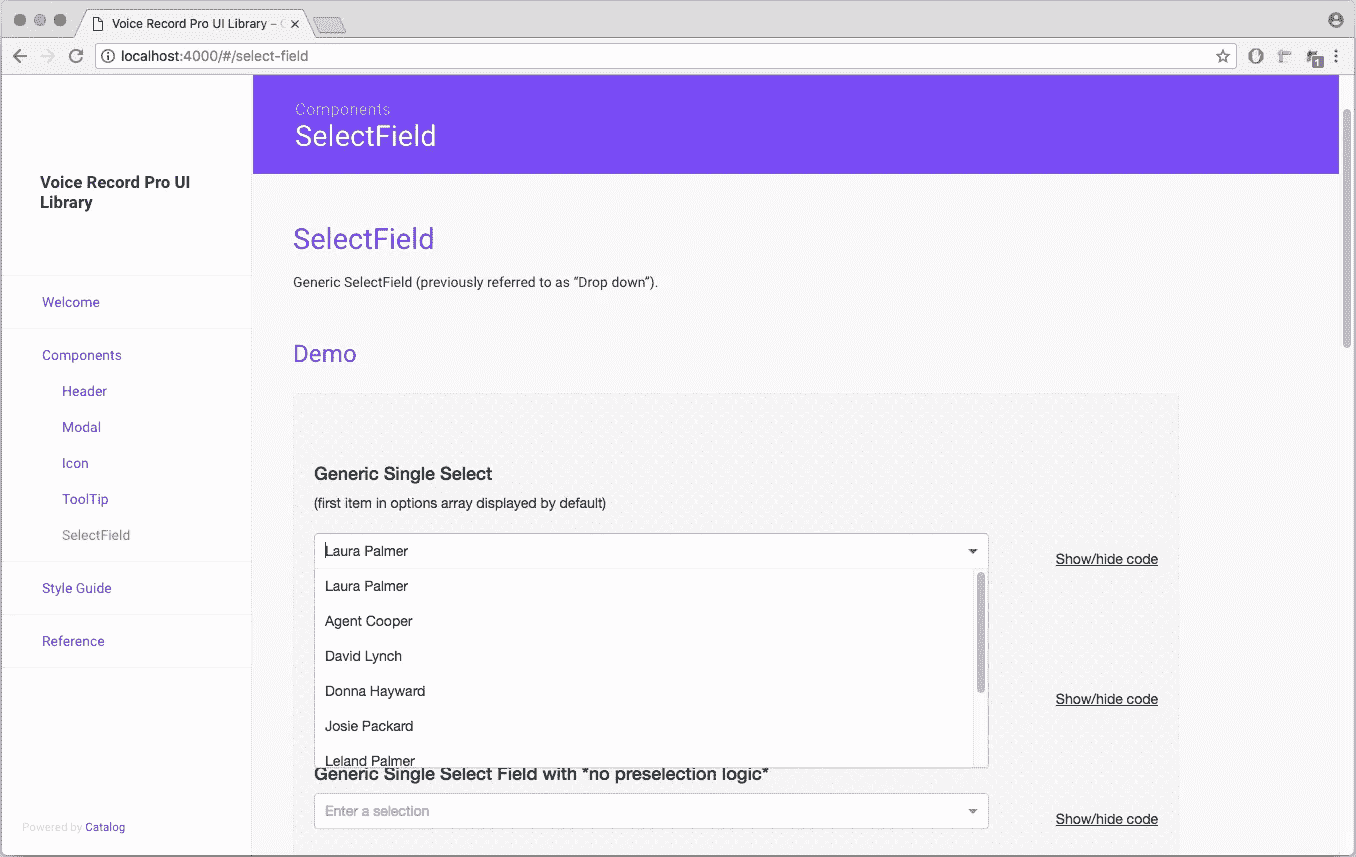 Voice Record Pro UI Library –
localhost:4000/#/select-field
1
Components
SelectField
Voice Record Pro UI
Library
Welcome
Components
Header
Modal
Icon
ToolTip
SelectField
Style Guide
Reference
Powered by Catalog
SelectField
Generic SelectField (previously referred to as “Drop down”).
Demo
Generic Single Select
(first item in options array displayed by default)
Laura Palmer
Show/hide code
Laura Palmer
Agent Cooper
David Lynch
Donna Hayward
Show/hide code
Josie Packard
Leland Palmer
Generic Single Select Field with *no preselection logic*
Enter a selection
Show/hide code